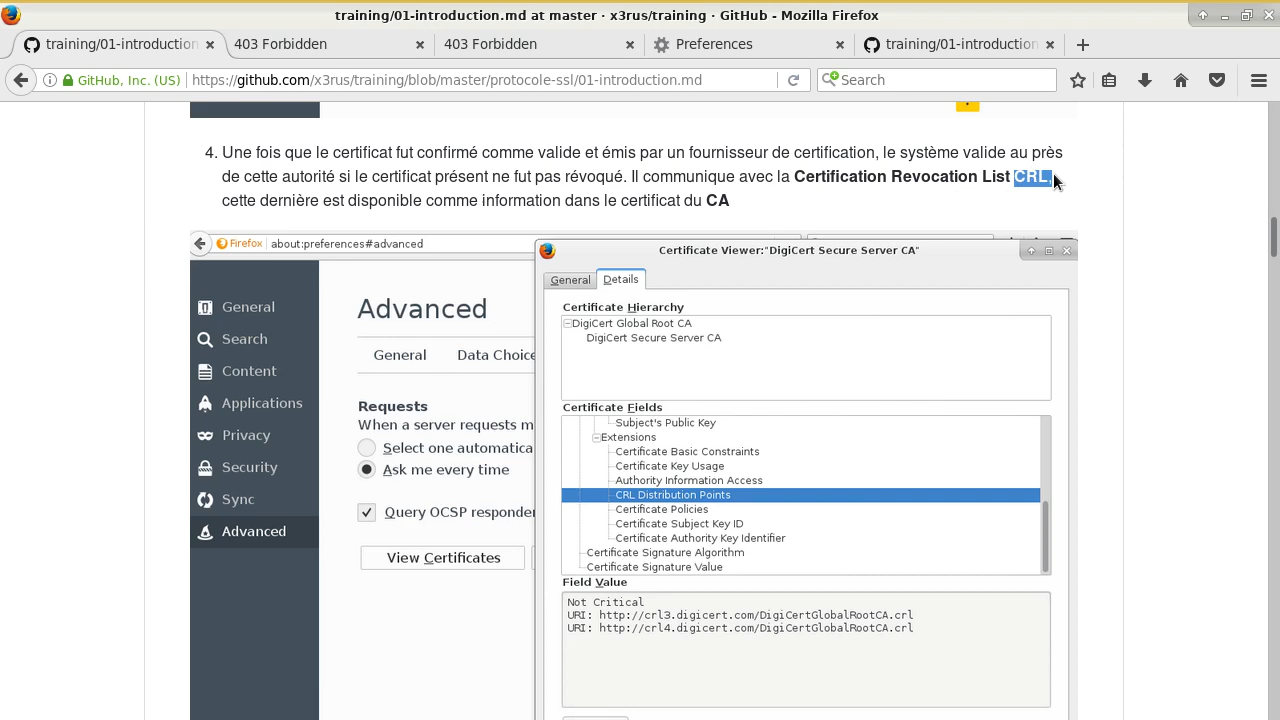 training/01-introduction.md at master · x3rus/training · GitHub - Mozilla Firefox
training/01-introduction
403 Forbidden
403 Forbidden
Preferences
training/01-introduction
GitHub, Inc. (US)
https://github.com/x3rus/training/blob/master/protocole-ssl/01-introduction.md
Search
4. Une fois que le certificat fut confirmé comme valide et émis par un fournisseur de certification, le système valide au près
de cette autorité si le certificat présent ne fut pas révoqué. Il communique avec la Certification Revocation List CRL,
cette dernière est disponible comme information dans le certificat du CA
Firefox
about:preferences#advanced
Certificate Viewer:"DigiCert Secure Server CA"
General
Search
Content
Applications
Privacy
Security
Sync
Advanced
Advanced
General
Data Choice
Requests
When a server requests m
Select one automatica
Ask me every time
Query OCSP responder
View Certificates
General
Details
Certificate Hierarchy
DigiCert Global Root CA
DigiCert Secure Server CA
Certificate Fields
Subject's Public Key
Extensions
Certificate Basic Constraints
Certificate Key Usage
Authority Information Access
CRL Distribution Points
Certificate Policies
Certificate Subject Key ID
Certificate Authority Key Identifier
Certificate Signature Algorithm
Certificate Signature Value
Field Value
Not Critical
URI: http://crl3.digicert.com/DigiCertGlobalRootCA.crl
URI: http://crl4.digicert.com/DigiCertGlobalRootCA.crl